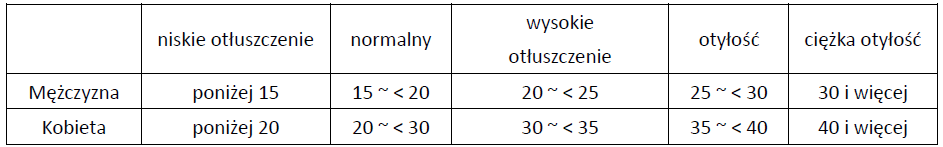 niskie otłuszczenie normalny wysokie otłuszczenie otyłość ciężka otyłość
Mężczyzna poniżej 15 15 ~ < 20 20 ~ < 25 25 ~ < 30 30 i więcej
Kobieta poniżej 20 20 ~ < 30 30 ~ < 35 35 ~ < 40 40 i więcej